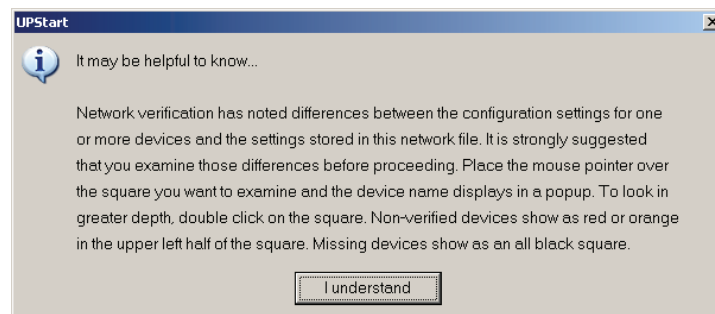 UPStart
It may be helpful to know...
Network verification has noted differences between the configuration settings for one
or more devices and the settings stored in this network file. It is strongly suggested
that you examine those differences before proceeding. Place the mouse pointer over
the square you want to examine and the device name displays in a popup. To look in
greater depth, double click on the square. Non-verified devices show as red or orange
in the upper left half of the square. Missing devices show as an all black square.
I understand